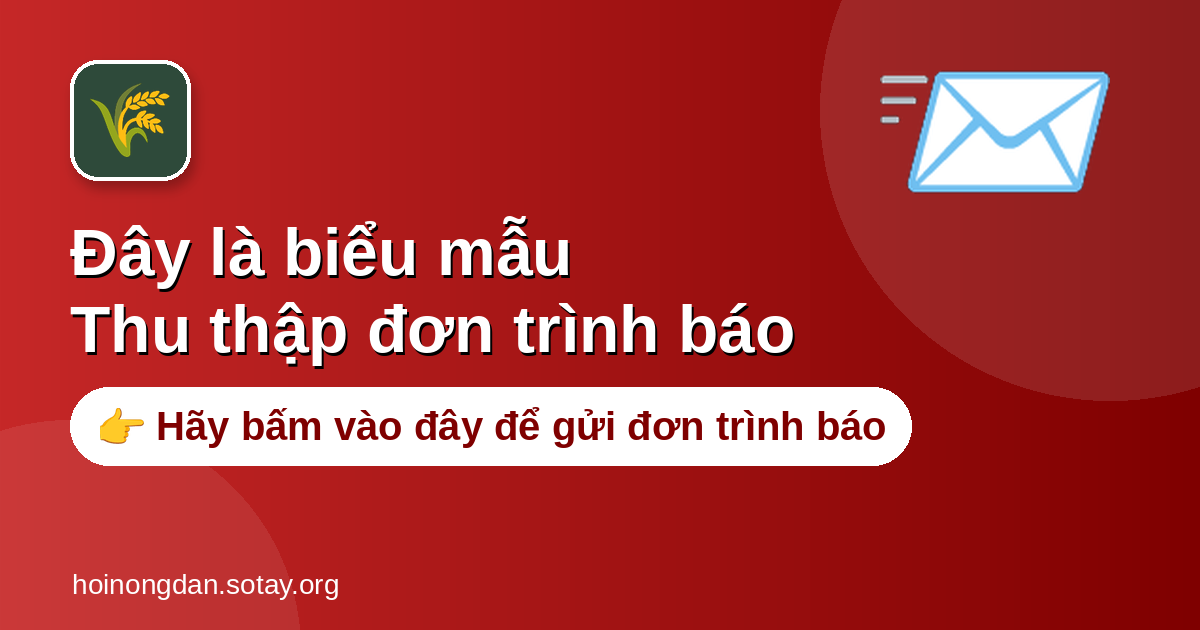 Đây là biểu mẫu
Thu thập đơn trình báo
👉 Hãy bấm vào đây để gửi đơn trình báo
hoinongdan.sotay.org